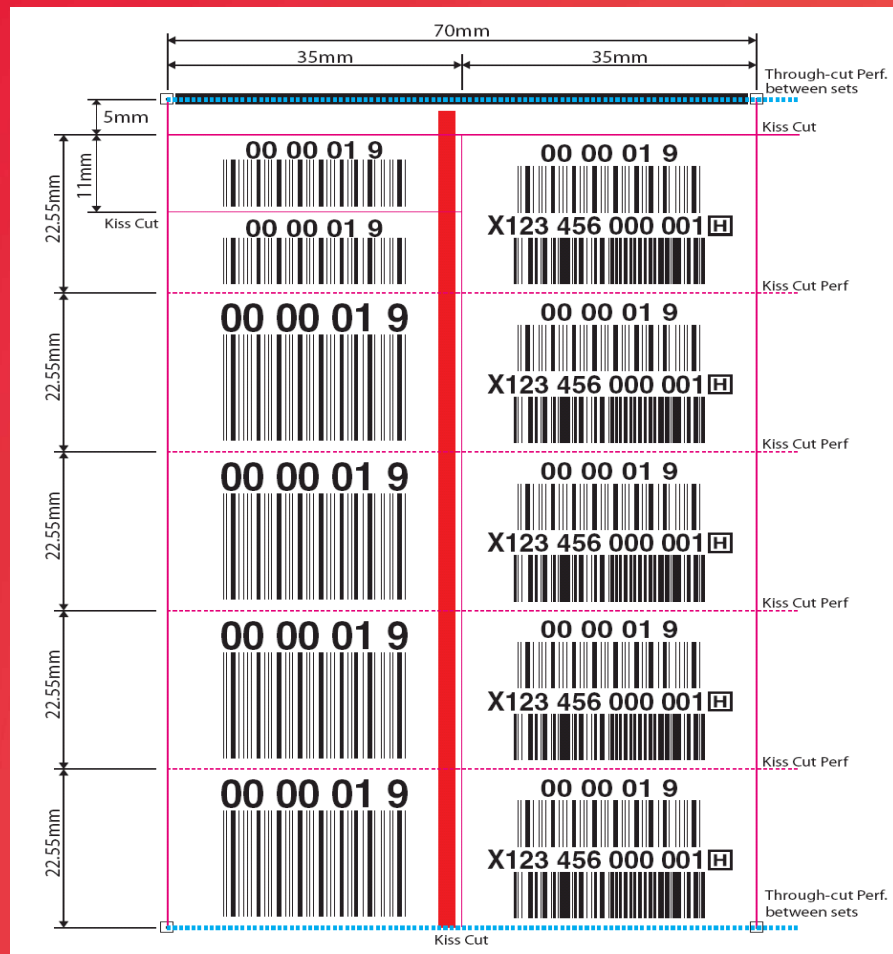 70mm
35mm
35mm
Through-cut Perf.
between sets
5mm
Kiss Cut
22.55mm
11mm
00 00 01 9
00 00 01 9
X123 456 000 001 H
Kiss Cut
00 00 01 9
Kiss Cut Perf
22.55mm
00 00 01 9
00 00 01 9
X123 456 000 001 H
Kiss Cut Perf
22.55mm
00 00 01 9
00 00 01 9
X123 456 000 001 H
Kiss Cut Perf
22.55mm
00 00 01 9
00 00 01 9
X123 456 000 001 H
Kiss Cut Perf
22.55mm
00 00 01 9
00 00 01 9
X123 456 000 001 H
Through-cut Perf.
between sets
Kiss Cut